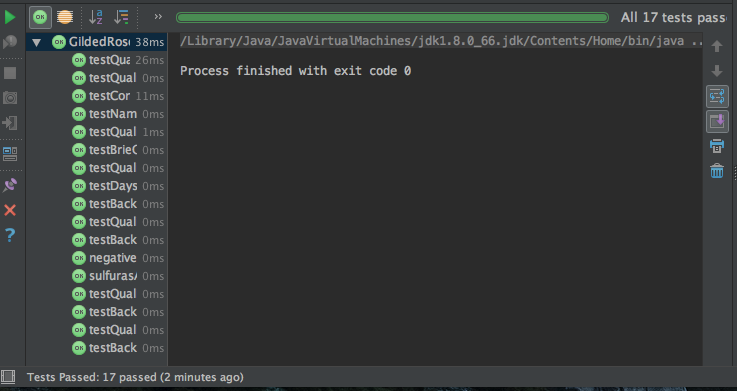 All 17 tests pass
GildedRos 38ms
testQua 26ms
testQual 0ms
testCor 11ms
testNam 0ms
testQual 1ms
testBrieC 0ms
testQual 0ms
testDays 0ms
testBack 0ms
testQual 0ms
testBack 0ms
negative 0ms
sulfurasA 0ms
testQual 0ms
testBack 0ms
testQual 0ms
testBack 0ms
/Library/Java/JavaVirtualMachines/jdk1.8.0_66.jdk/Contents/Home/bin/java ...
Process finished with exit code 0
Tests Passed: 17 passed (2 minutes ago)